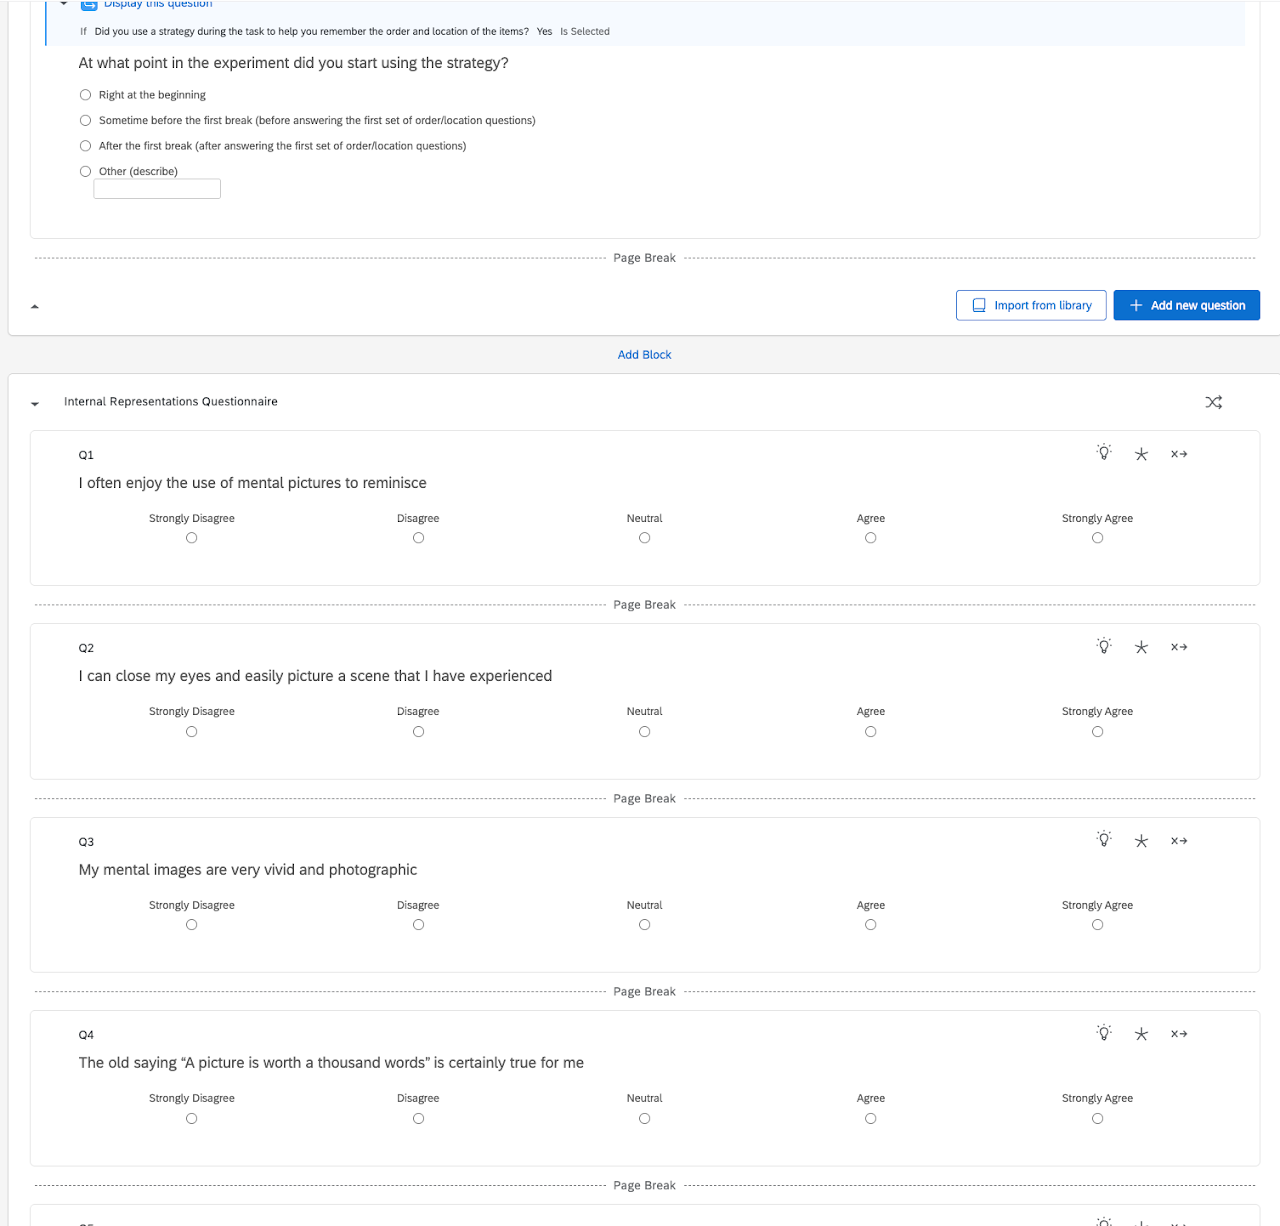 Display this question
If Did you use a strategy during the task to help you remember the order and location of the items? Yes Is Selected
At what point in the experiment did you start using the strategy?
Right at the beginning
Sometime before the first break (before answering the first set of order/location questions)
After the first break (after answering the first set of order/location questions)
Other (describe)
Page Break
Import from library
Add new question
Add Block
Internal Representations Questionnaire
Q1
I often enjoy the use of mental pictures to reminisce
Strongly Disagree Disagree Neutral Agree Strongly Agree
Page Break
Q2
I can close my eyes and easily picture a scene that I have experienced
Strongly Disagree Disagree Neutral Agree Strongly Agree
Page Break
Q3
My mental images are very vivid and photographic
Strongly Disagree Disagree Neutral Agree Strongly Agree
Page Break
Q4
The old saying “A picture is worth a thousand words” is certainly true for me
Strongly Disagree Disagree Neutral Agree Strongly Agree
Page Break